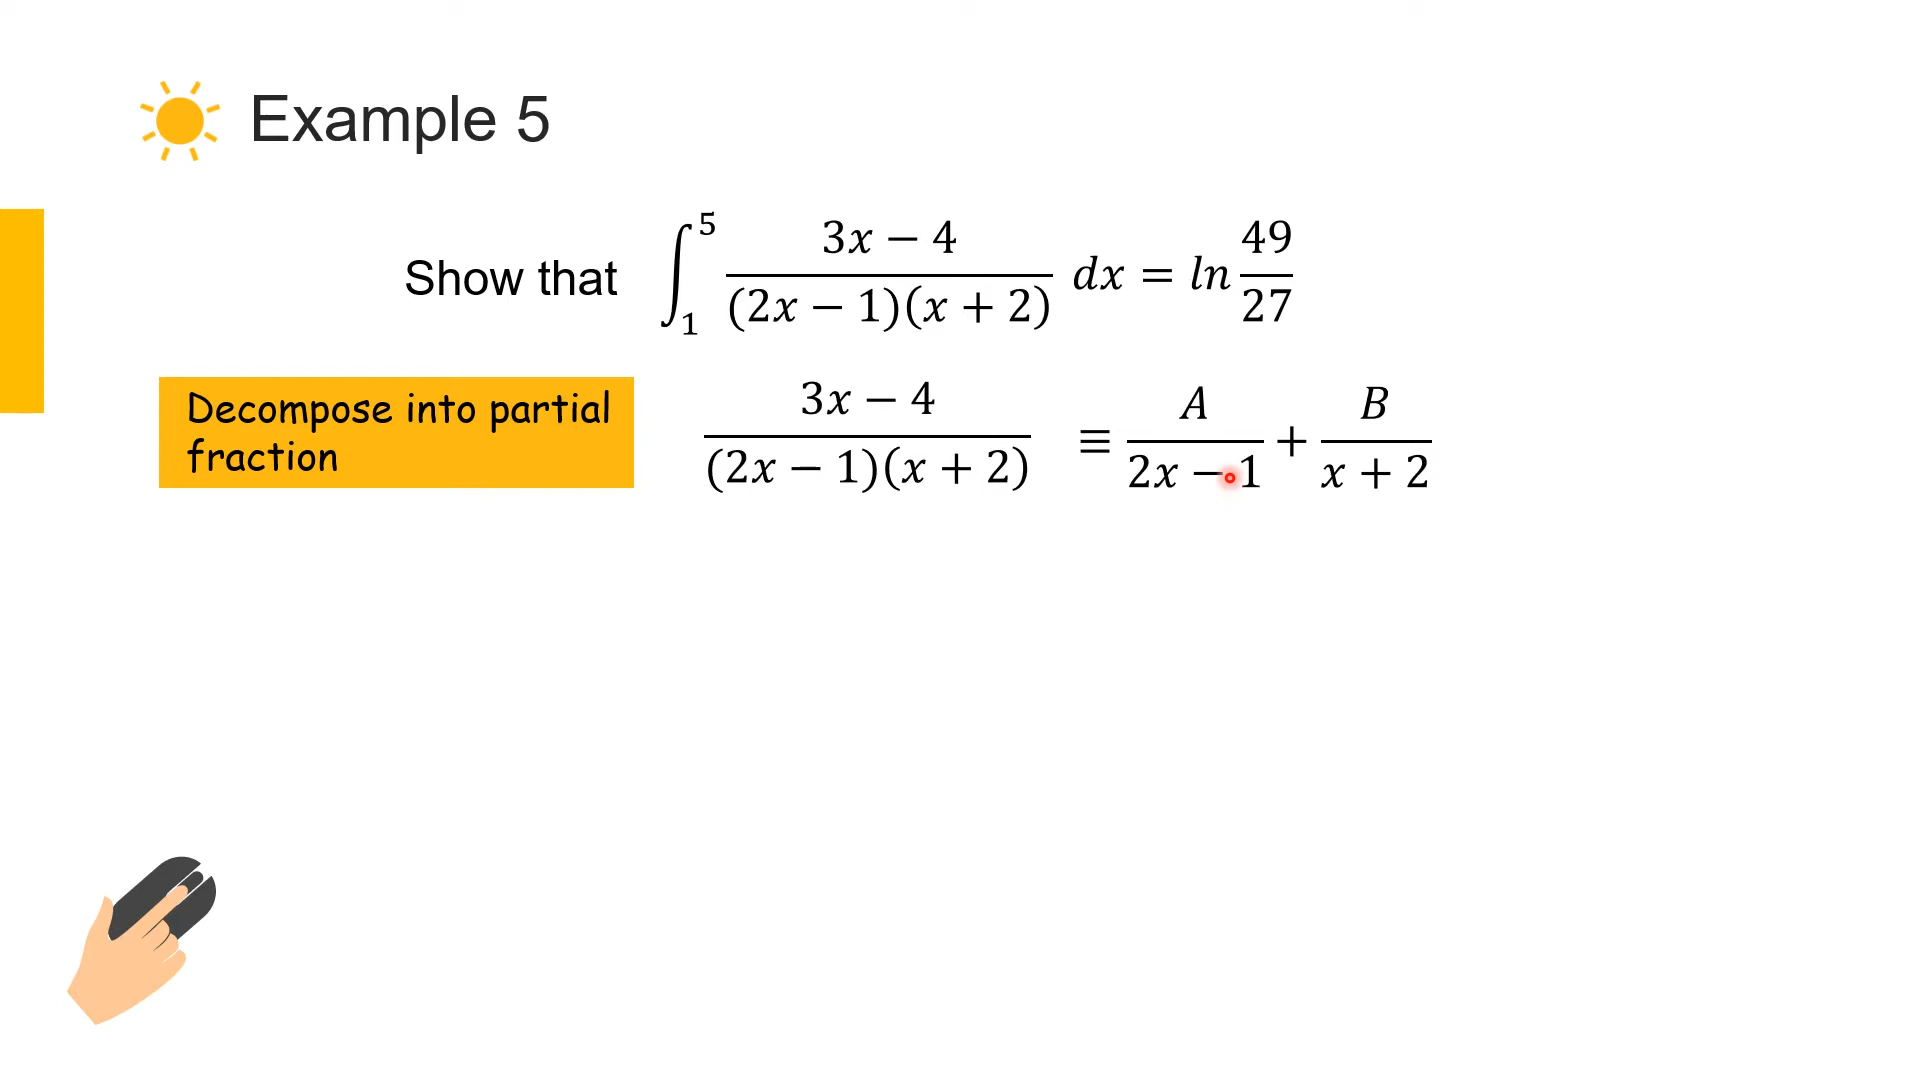 Example 5
Show that ∫₁⁵ (3x − 4)/((2x − 1)(x + 2)) dx = ln 49/27
Decompose into partial
fraction
(3x − 4)/((2x − 1)(x + 2)) ≡ A/(2x − 1) + B/(x + 2)